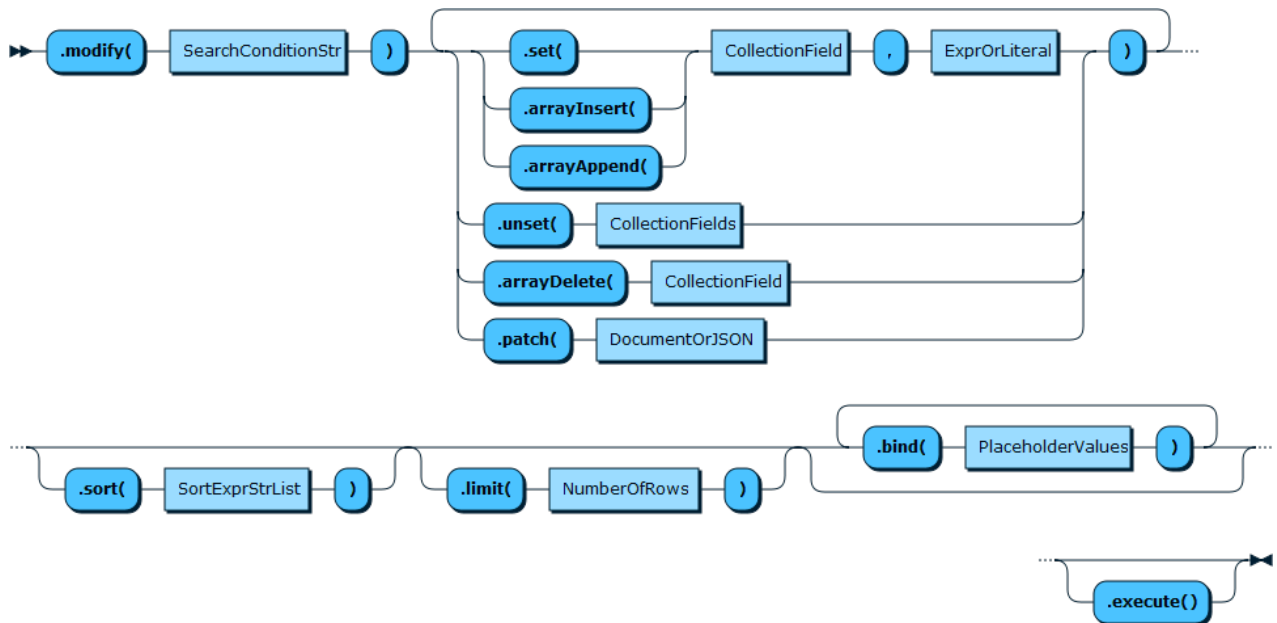 .modify( SearchConditionStr ) .set( CollectionField , ExprOrLiteral )
.arrayInsert(
.arrayAppend(
.unset( CollectionFields
.arrayDelete( CollectionField
.patch( DocumentOrJSON
.bind( PlaceholderValues )
.sort( SortExprStrList ) .limit( NumberOfRows )
.execute()